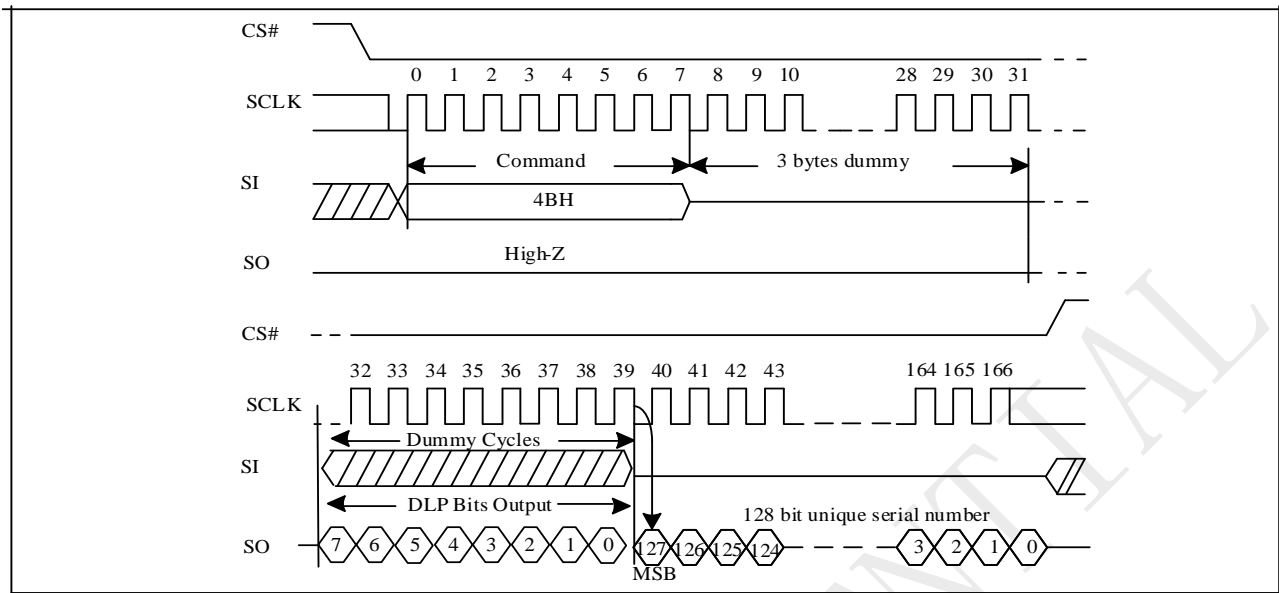 CS#
0 1 2 3 4 5 6 7 8 9 10 28 29 30 31
SCLK
Command 3 bytes dummy
SI
4BH
High-Z
SO
CS#
32 33 34 35 36 37 38 39 40 41 42 43 164 165 166
SCLK
Dummy Cycles
SI
DLP Bits Output
128 bit unique serial number
SO 7 6 5 4 3 2 1 0 127 126 125 124 3 2 1 0
MSB
NTIAL